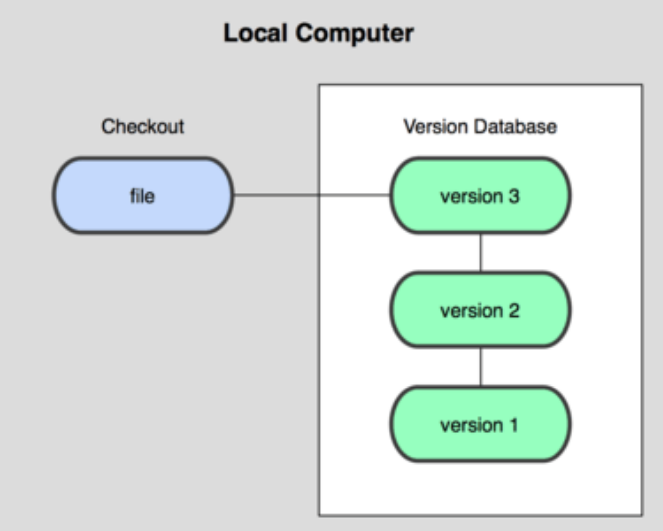 Local Computer
Checkout
Version Database
file
version 3
version 2
version 1